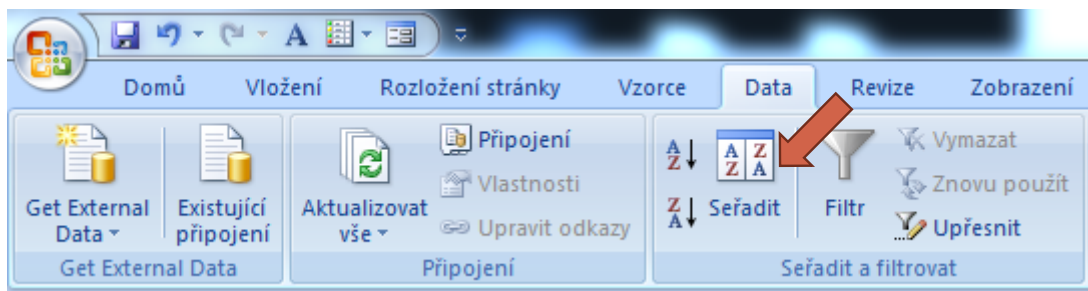 Domů Vložení Rozložení stránky Vzorce Data Revize Zobrazení
Get External
Data
Existující
připojení
Get External Data
Aktualizovat
vše
Připojení
Vlastnosti
Upravit odkazy
Připojení
A
Z
Z
A
A Z
Z A
Seřadit
Filtr
Vymazat
Znovu použít
Upřesnit
Seřadit a filtrovat